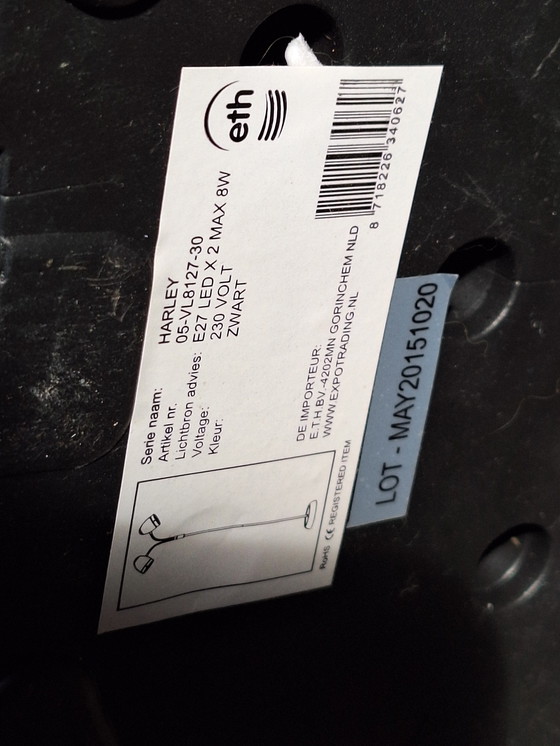 eth
Serie naam: HARLEY
Artikel nr. 05-VL8127-30
Lichtbron advies: E27 LED X 2 MAX 8W
Voltage: 230 VOLT
Kleur: ZWART
DE IMPORTEUR:
E.T.H.BV.-4202MN GORINCHEM NLD
WWW.EXPOTRADING.NL
8 718226 340627
RoHS CE REGISTERED ITEM
LOT - MAY20151020